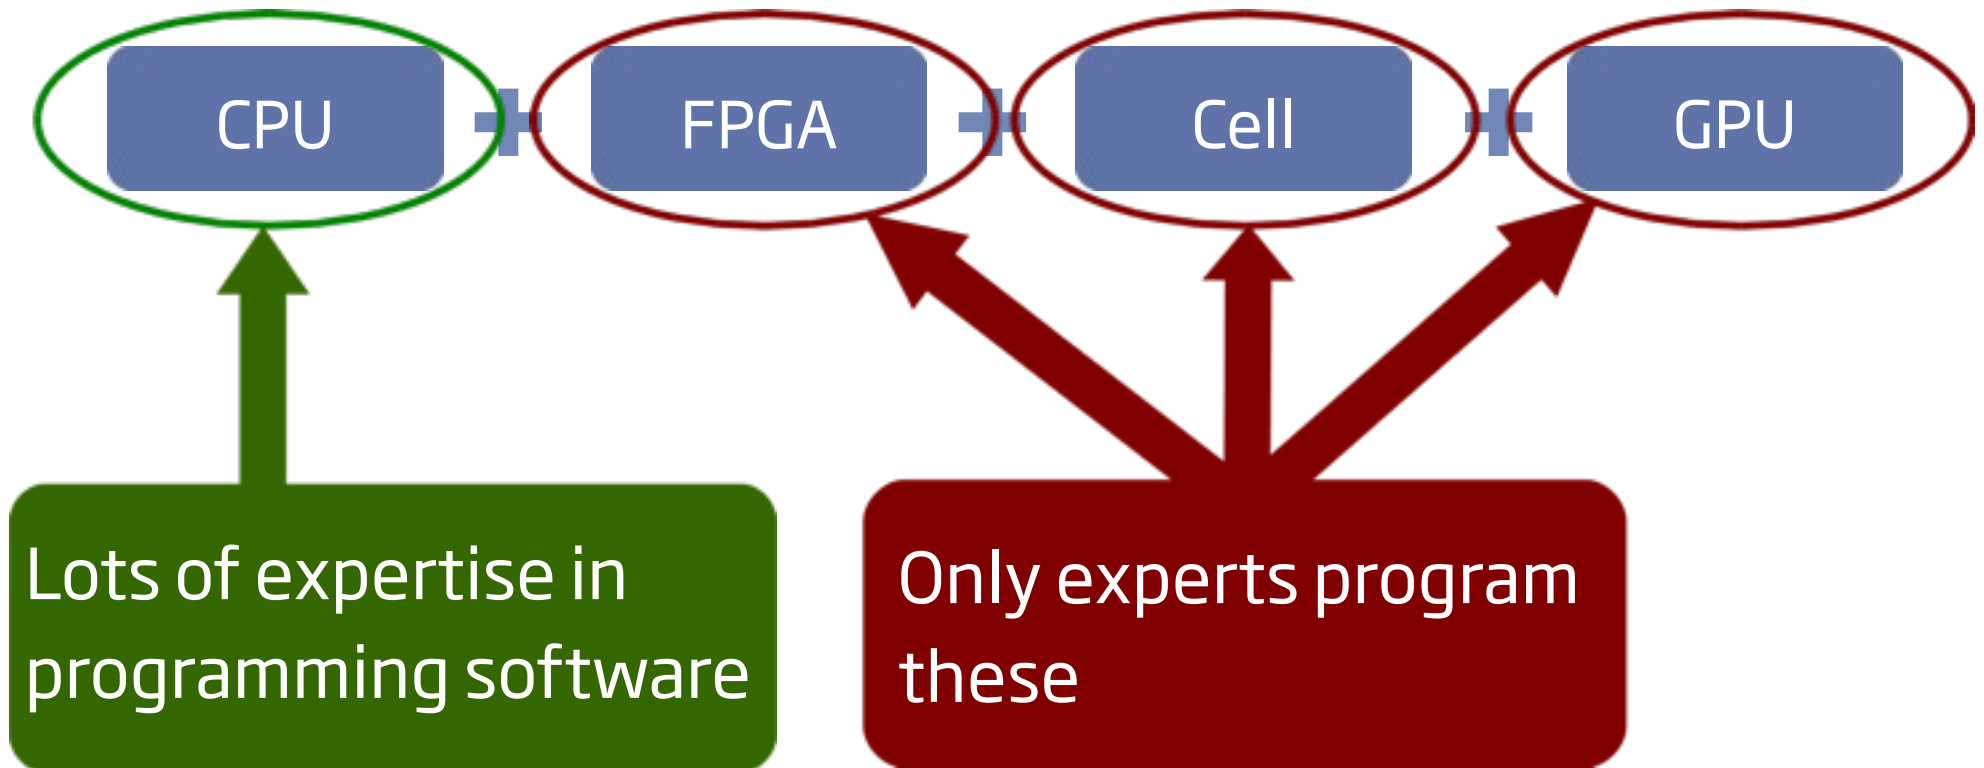 CPU + FPGA + Cell + GPU
Lots of expertise in
programming software
Only experts program
these